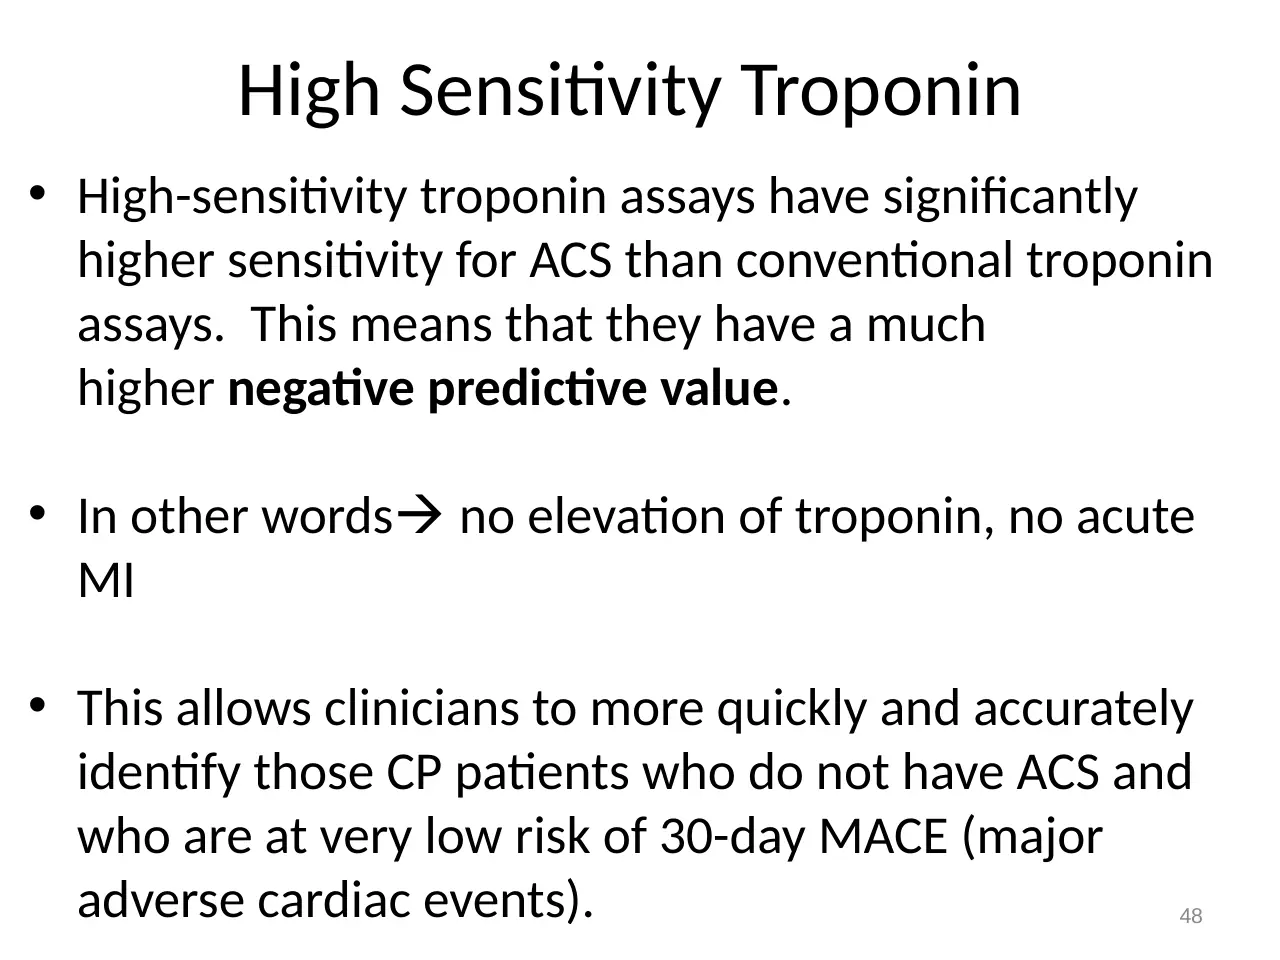 High Sensitivity Troponin
• High-sensitivity troponin assays have significantly
higher sensitivity for ACS than conventional troponin
assays.  This means that they have a much
higher negative predictive value.
• In other words→ no elevation of troponin, no acute
MI
• This allows clinicians to more quickly and accurately
identify those CP patients who do not have ACS and
who are at very low risk of 30-day MACE (major
adverse cardiac events).
48